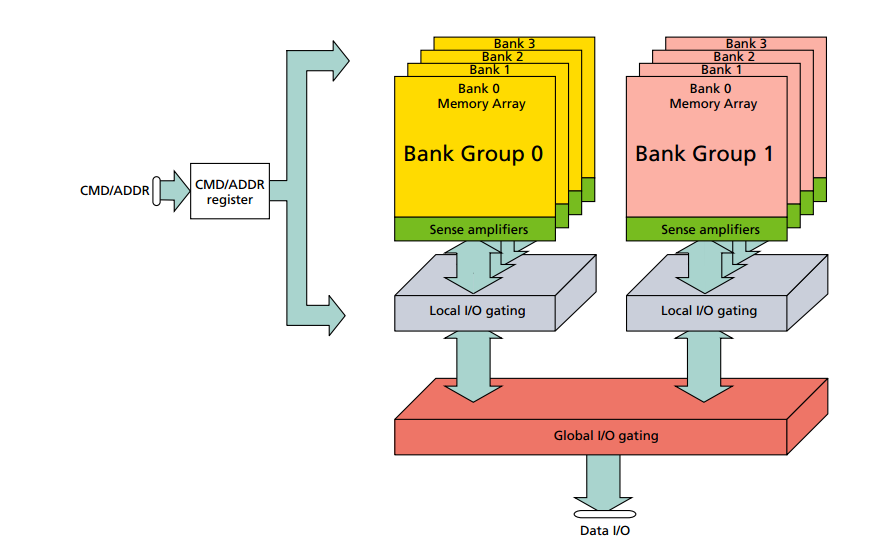 Bank 3
Bank 2
Bank 1
Bank 0
Memory Array
Bank Group 0
Sense amplifiers
Bank 3
Bank 2
Bank 1
Bank 0
Memory Array
Bank Group 1
Sense amplifiers
CMD/ADDR
CMD/ADDR
register
Local I/O gating
Local I/O gating
Global I/O gating
Data I/O